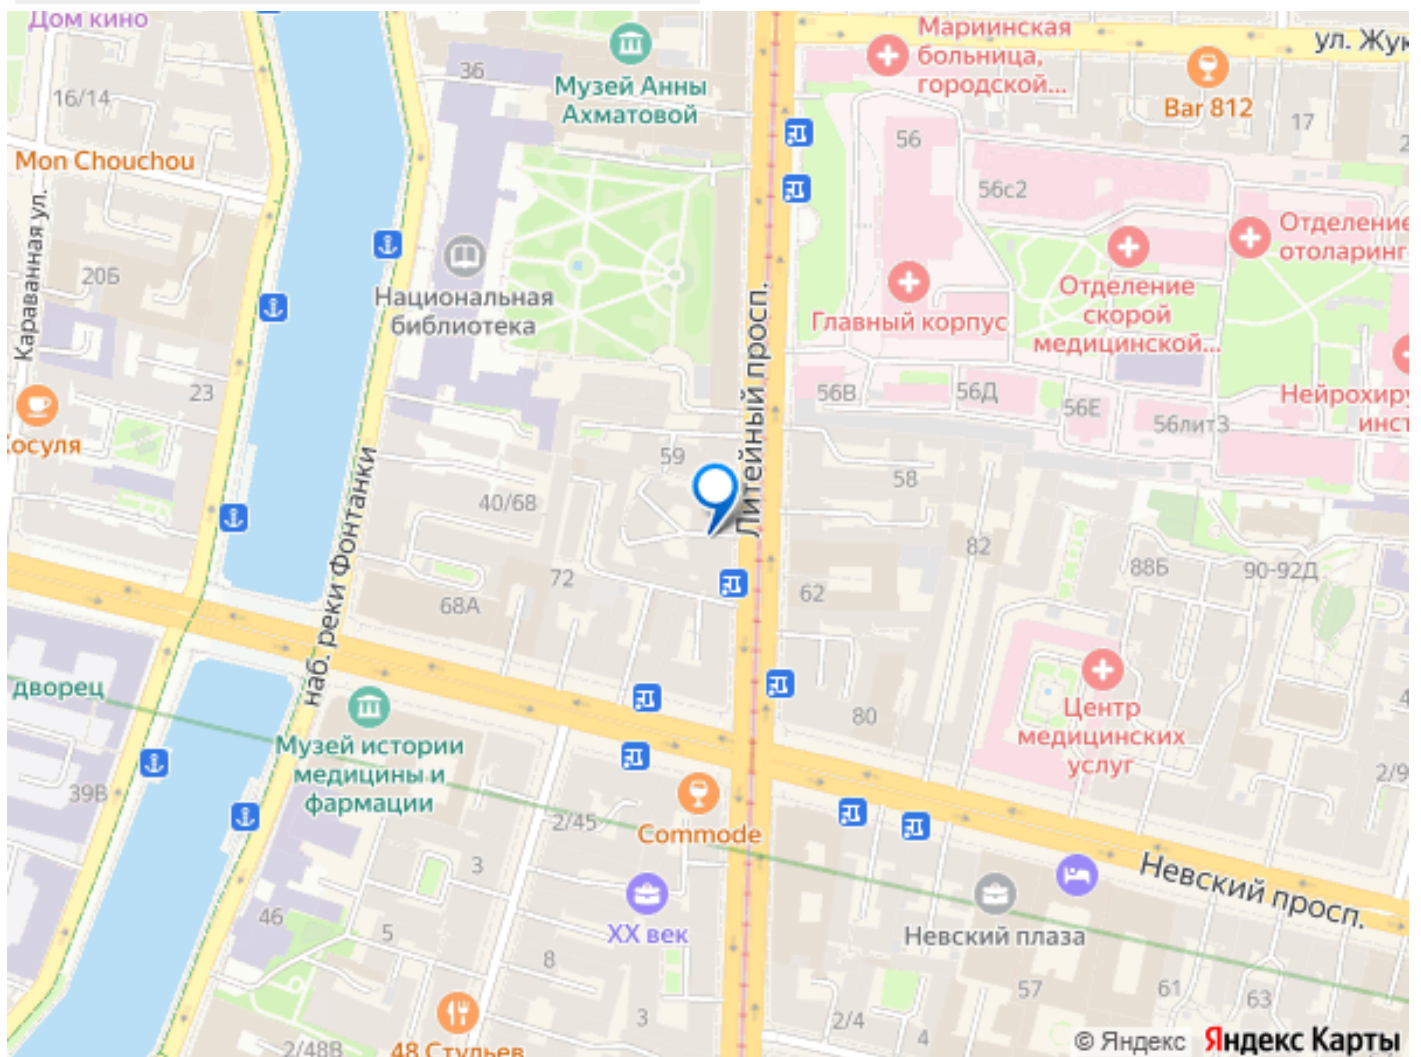 Дом кино
36
16/14
Музей Анны
Ахматовой
Мариинская
больница,
городской...
ул. Жук
Bar 812
17
56
Mon Chouchou
56с2
Караванная ул.
20Б
Национальная
библиотека
Отделение
отоларинг
Отделение
скорой
медицинской...
Главный корпус
Литейный просп.
23
56В
56Д
56Е
56лит3
Нейрохиру
инст
осуля
59
58
40/68
наб. реки Фонтанки
82
72
68А
62
88Б
90-92Д
дворец
80
Центр
медицинских
услуг
Музей истории
медицины и
фармации
39В
2/45
Commode
2/9
3
Невский просп.
46
5
XX век
Невский плаза
8
57
61
63
3
2/4
4
2/48В
48 Стульев
© Яндекс Яндекс Карты